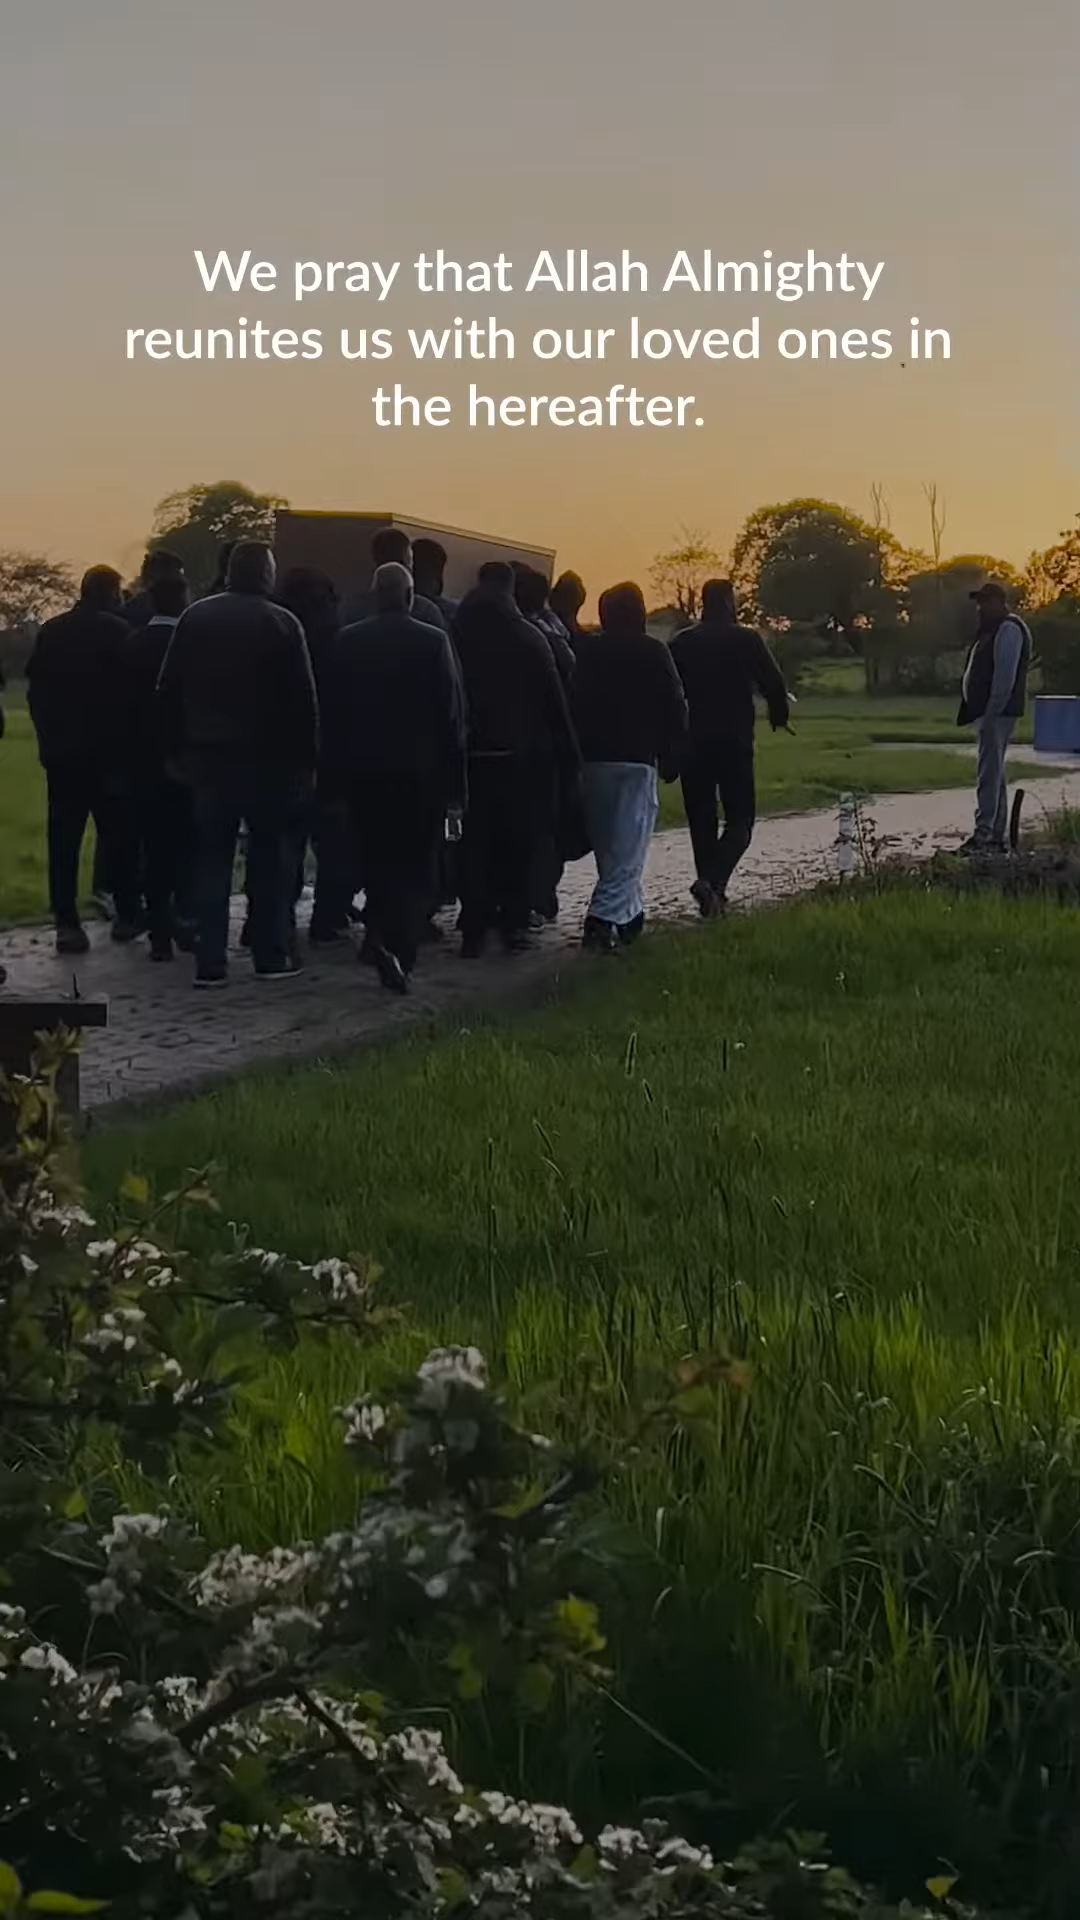 We pray that Allah Almighty
reunites us with our loved ones in
the hereafter.